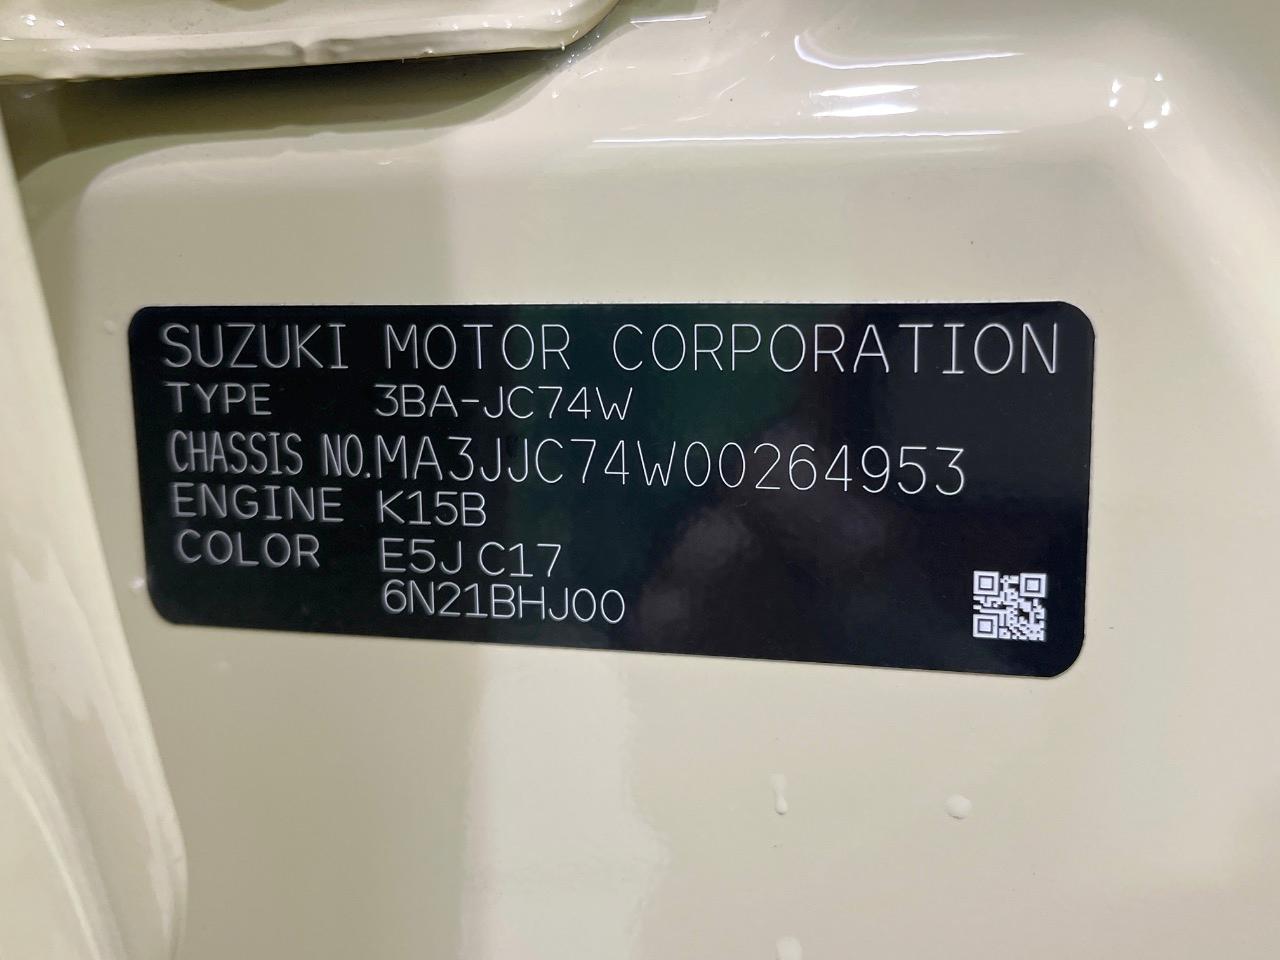 SUZUKI MOTOR CORPORATION
TYPE 3BA-JC74W
CHASSIS NO.MA3JJC74W00264953
ENGINE K15B
COLOR E5J C17
6N21BHJ00